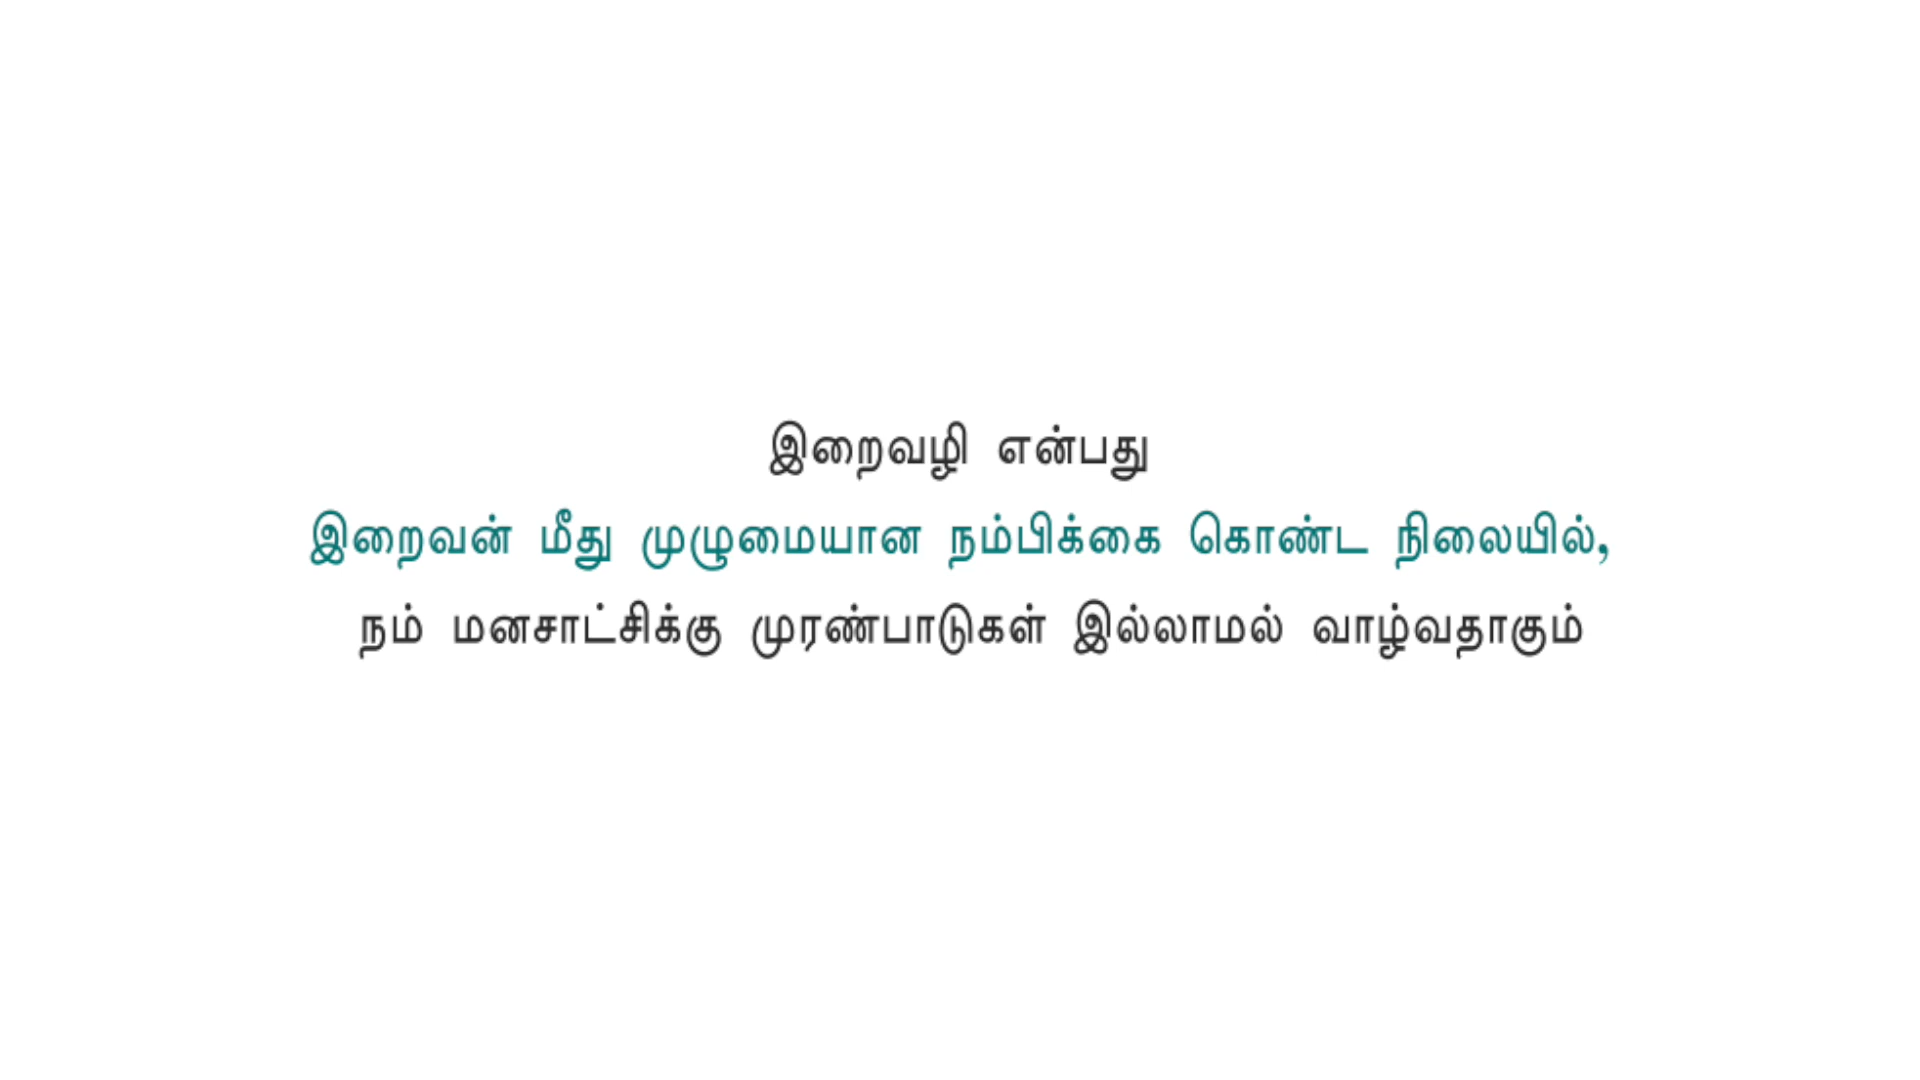 இறைவழி என்பது
இறைவன் மீது முழுமையான நம்பிக்கை கொண்ட நிலையில்,
நம் மனசாட்சிக்கு முரண்பாடுகள் இல்லாமல் வாழ்வதாகும்